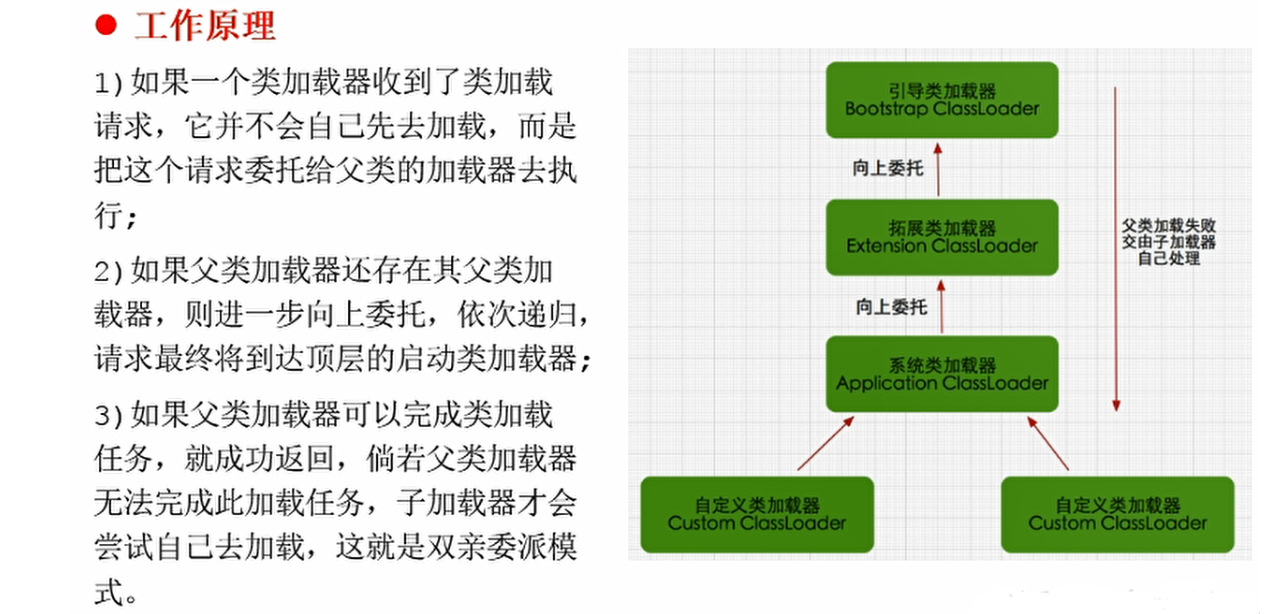 ● 工作原理
1)如果一个类加载器收到了类加载
请求，它并不会自己先去加载，而是
把这个请求委托给父类的加载器去执
行;
2)如果父类加载器还存在其父类加
载器，则进一步向上委托，依次递归，
请求最终将到达顶层的启动类加载器;
3)如果父类加载器可以完成类加载
任务，就成功返回，倘若父类加载器
无法完成此加载任务，子加载器才会
尝试自己去加载，这就是双亲委派模
式。
引导类加载器
Bootstrap ClassLoader
向上委托
拓展类加载器
Extension ClassLoader
向上委托
系统类加载器
Application ClassLoader
父类加载失败
交由子加载器
自己处理
自定义类加载器
Custom ClassLoader
自定义类加载器
Custom ClassLoader